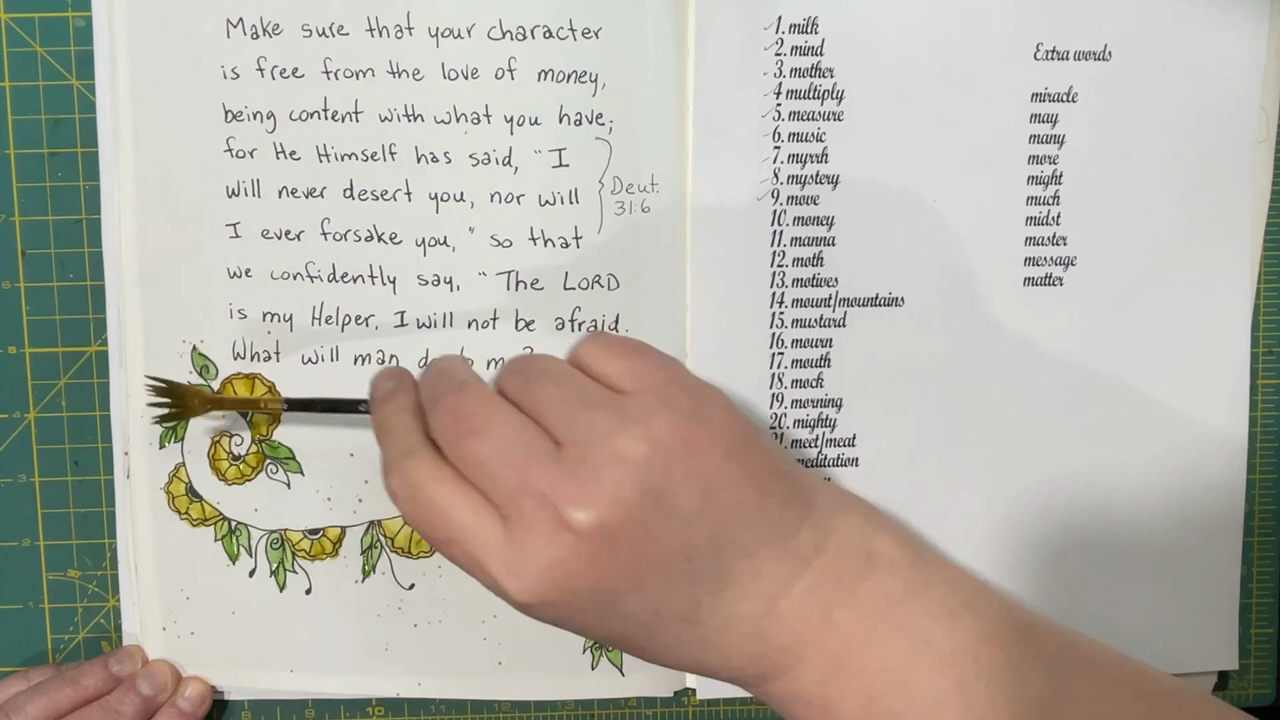 Make sure that your character
is free from the love of money,
being content with what you have;
for He Himself has said, "I
will never desert you, nor will
I ever forsake you," so that
we confidently say, "The LORD
is my Helper, I will not be afraid.
What will man
Deut.
31:6
1. milk
2. mind
3. mother
4 multiply
5. measure
6. music
7. myrrh
8. mystery
9. move
10. money
11. manna
12. moth
13. motives
14. mount/mountains
15. mustard
16. mourn
17. mouth
18. mock
19. morning
20. mighty
meet/meat
meditation
Extra words
miracle
may
many
more
might
much
midst
master
message
matter